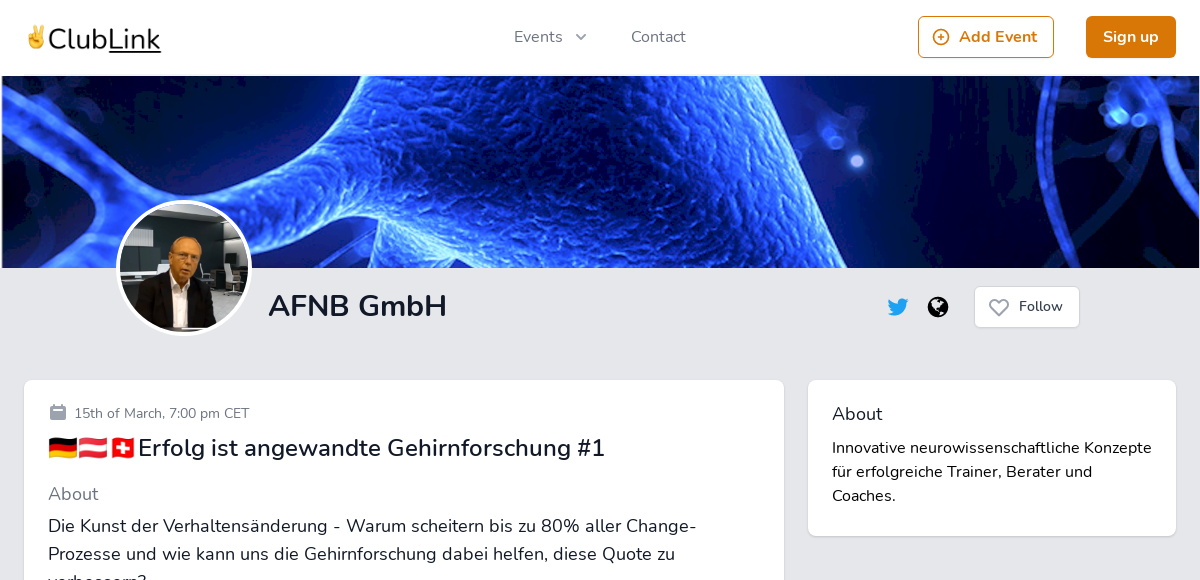 ✌️ClubLink
Events
Contact
Add Event
Sign up
AFNB GmbH
Follow
15th of March, 7:00 pm CET
🇩🇪🇦🇹🇨🇭Erfolg ist angewandte Gehirnforschung #1
About
Die Kunst der Verhaltensänderung - Warum scheitern bis zu 80% aller Change-
Prozesse und wie kann uns die Gehirnforschung dabei helfen, diese Quote zu
verbessern?
About
Innovative neurowissenschaftliche Konzepte
für erfolgreiche Trainer, Berater und
Coaches.